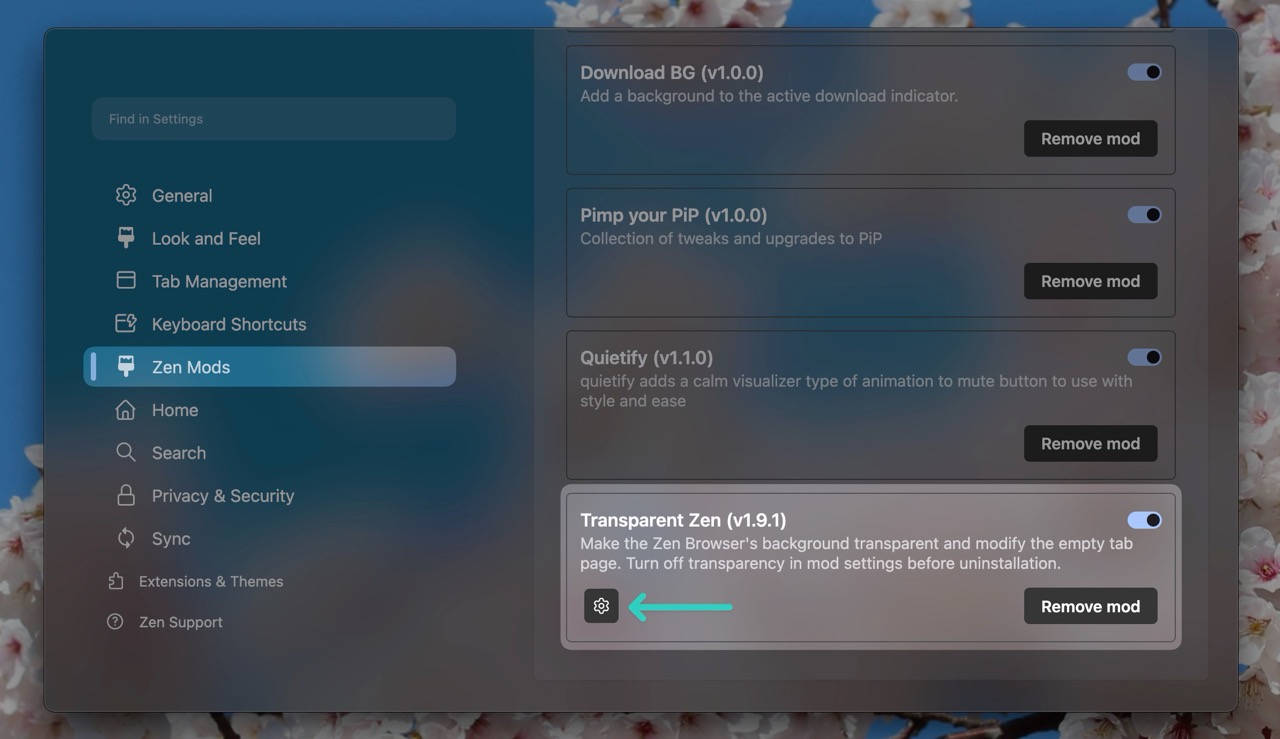 Find in Settings
General
Look and Feel
Tab Management
Keyboard Shortcuts
Zen Mods
Home
Search
Privacy & Security
Sync
Extensions & Themes
Zen Support
Download BG (v1.0.0)
Add a background to the active download indicator.
Remove mod
Pimp your PiP (v1.0.0)
Collection of tweaks and upgrades to PiP
Remove mod
Quietify (v1.1.0)
quietify adds a calm visualizer type of animation to mute button to use with
style and ease
Remove mod
Transparent Zen (v1.9.1)
Make the Zen Browser's background transparent and modify the empty tab
page. Turn off transparency in mod settings before uninstallation.
Remove mod